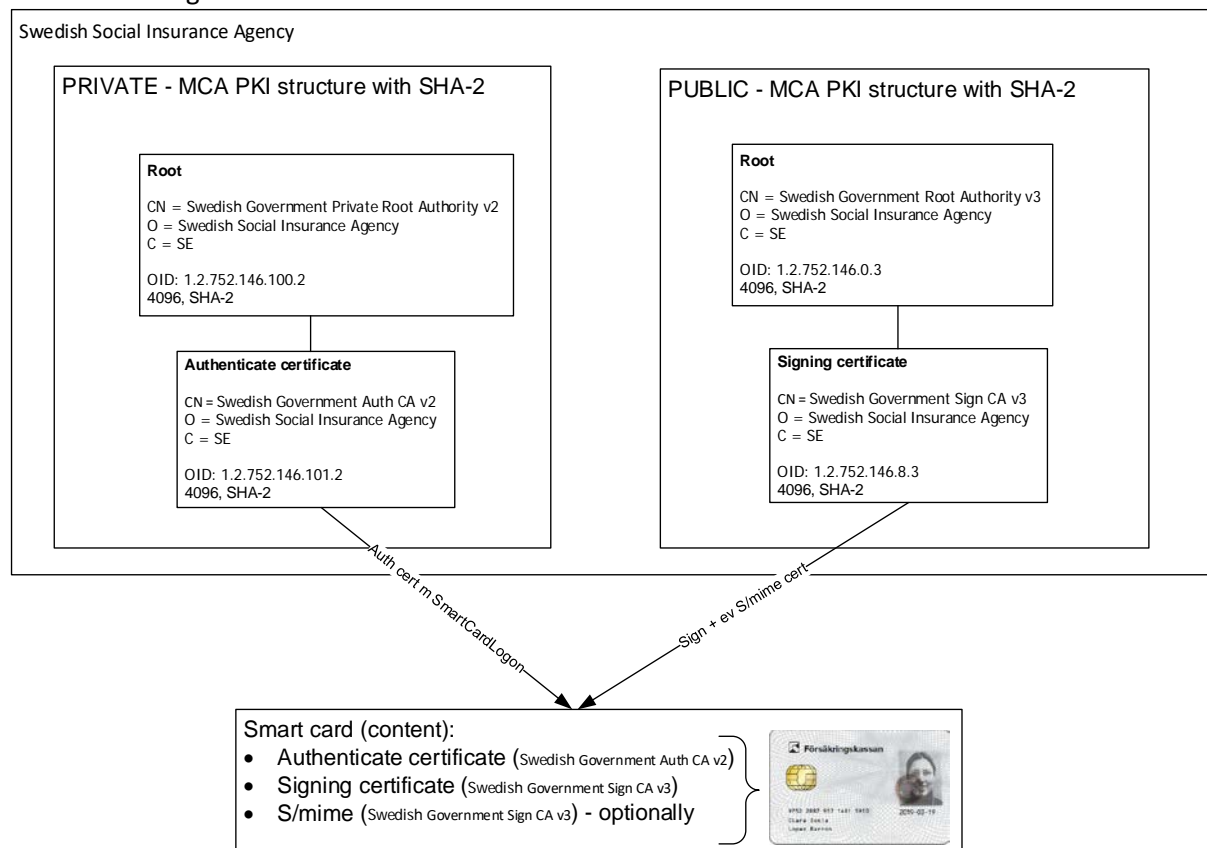 Swedish Social Insurance Agency
PRIVATE - MCA PKI structure with SHA-2
Root
CN = Swedish Government Private Root Authority v2
O = Swedish Social Insurance Agency
C = SE
OID: 1.2.752.146.100.2
4096, SHA-2
Authenticate certificate
CN = Swedish Government Auth CA v2
O = Swedish Social Insurance Agency
C = SE
OID: 1.2.752.146.101.2
4096, SHA-2
PUBLIC - MCA PKI structure with SHA-2
Root
CN = Swedish Government Root Authority v3
O = Swedish Social Insurance Agency
C = SE
OID: 1.2.752.146.0.3
4096, SHA-2
Signing certificate
CN = Swedish Government Sign CA v3
O = Swedish Social Insurance Agency
C = SE
OID: 1.2.752.146.8.3
4096, SHA-2
Auth cert m SmartCardLogon
Sign + ev S/mime cert
Smart card (content):
• Authenticate certificate (Swedish Government Auth CA v2)
• Signing certificate (Swedish Government Sign CA v3)
• S/mime (Swedish Government Sign CA v3) - optionally
Försäkringskassan